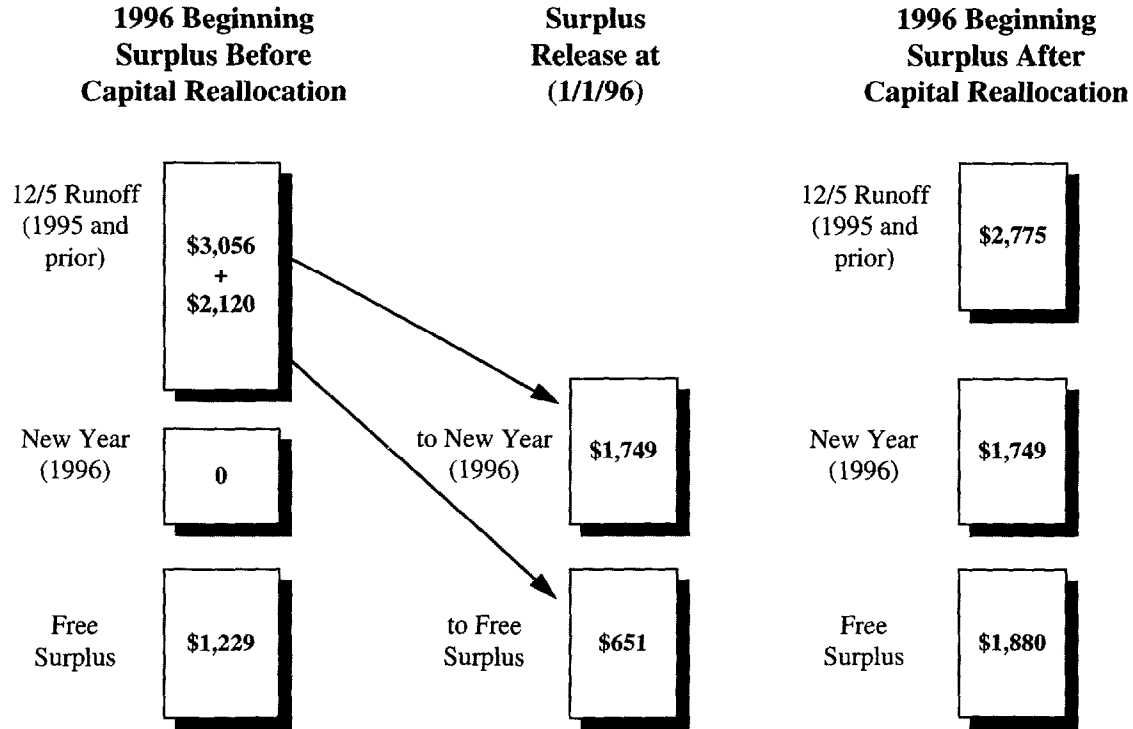 1996 Beginning
Surplus Before
Capital Reallocation
Surplus
Release at
(1/1/96)
1996 Beginning
Surplus After
Capital Reallocation
12/5 Runoff
(1995 and
prior)
$3,056
+
$2,120
12/5 Runoff
(1995 and
prior)
$2,775
New Year
(1996)
0
to New Year
(1996)
$1,749
New Year
(1996)
$1,749
Free
Surplus
$1,229
to Free
Surplus
$651
Free
Surplus
$1,880